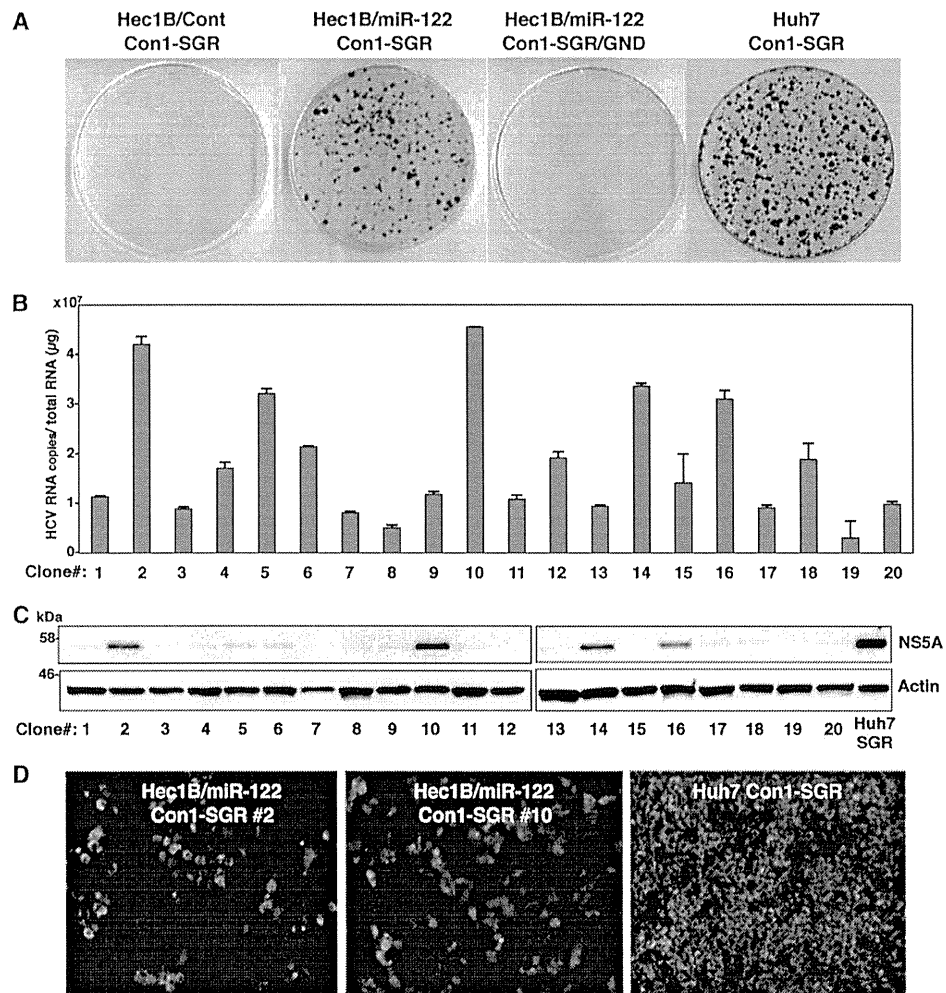 A
Hec1B/Cont
Con1-SGR
Hec1B/miR-122
Con1-SGR
Hec1B/miR-122
Con1-SGR/GND
Huh7
Con1-SGR
B
x10⁷
HCV RNA copies/ total RNA (µg)
4
3
2
1
0
Clone#: 1 2 3 4 5 6 7 8 9 10 11 12 13 14 15 16 17 18 19 20
C
kDa
58
NS5A
46
Actin
Clone#: 1 2 3 4 5 6 7 8 9 10 11 12 13 14 15 16 17 18 19 20 Huh7
SGR
D
Hec1B/miR-122
Con1-SGR #2
Hec1B/miR-122
Con1-SGR #10
Huh7 Con1-SGR